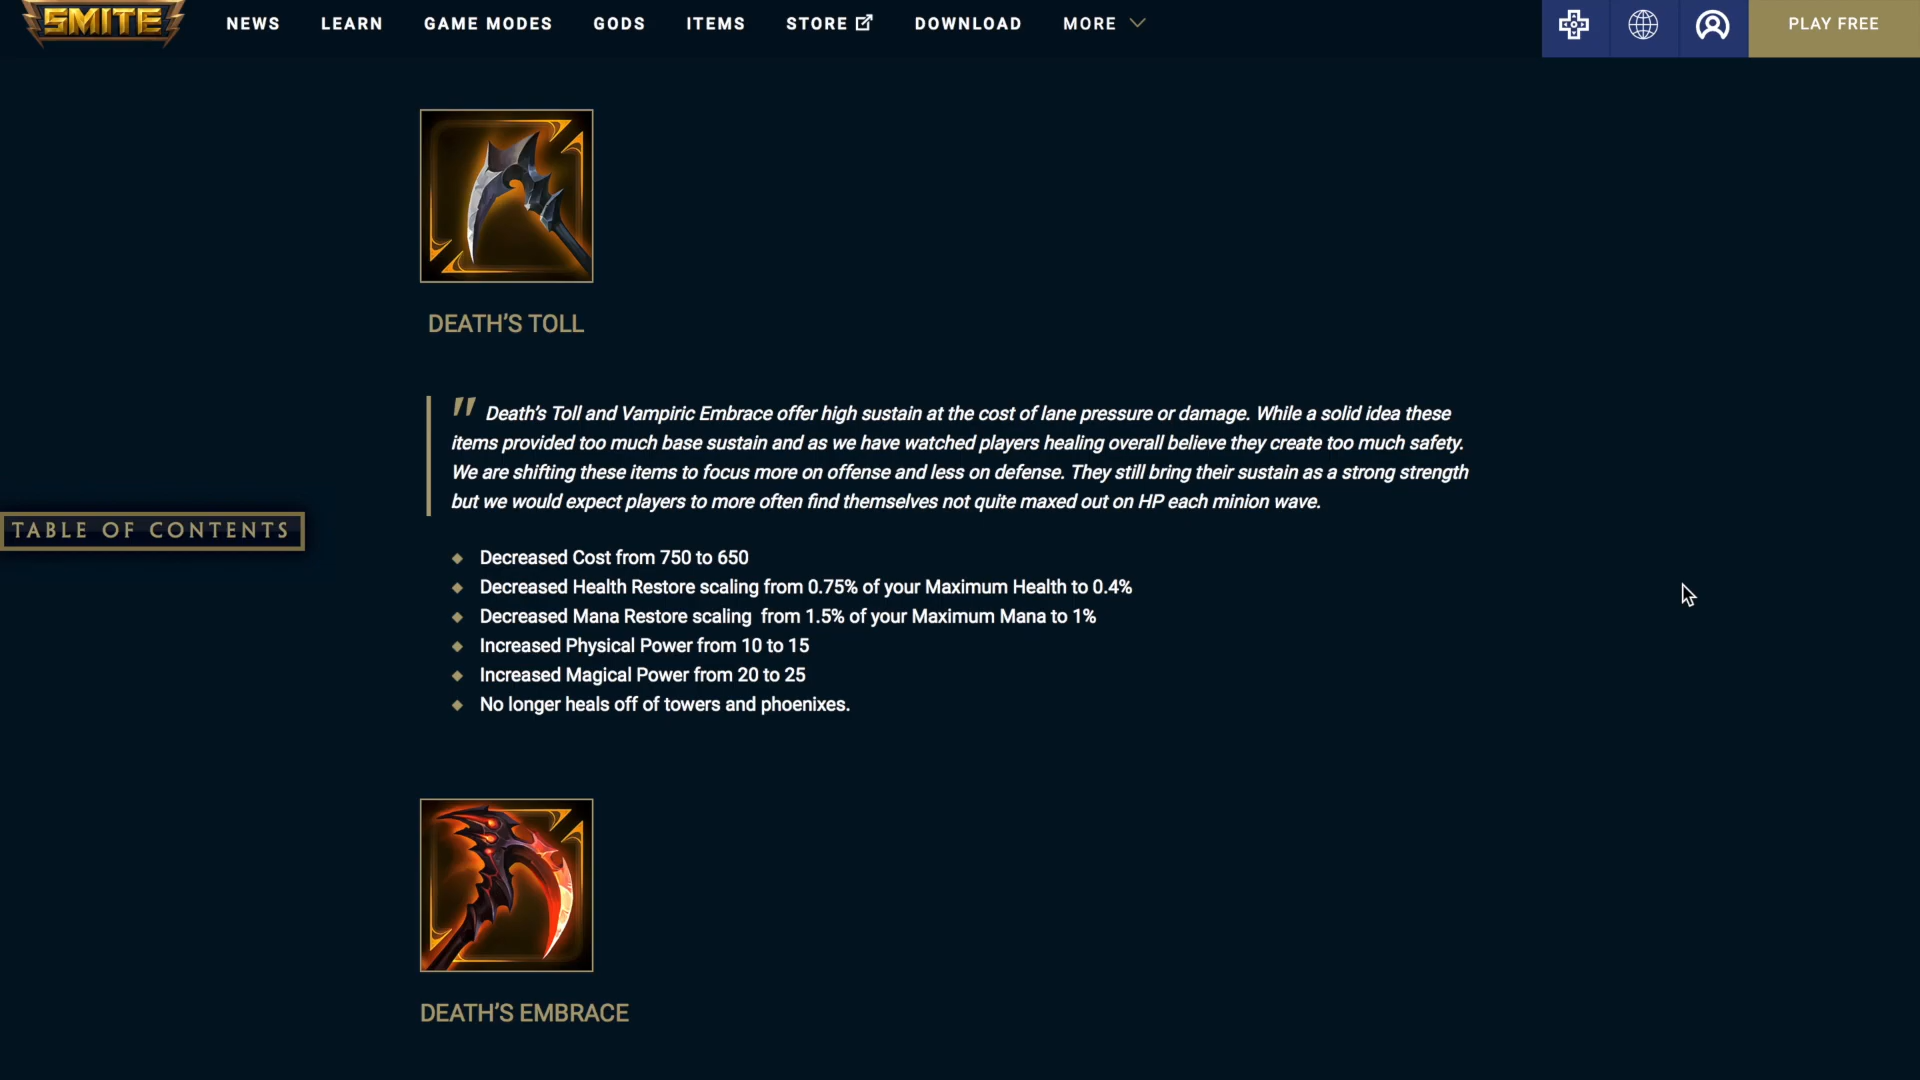 SMITE
NEWS LEARN GAME MODES GODS ITEMS STORE DOWNLOAD MORE PLAY FREE
DEATH’S TOLL
" Death's Toll and Vampiric Embrace offer high sustain at the cost of lane pressure or damage. While a solid idea these
items provided too much base sustain and as we have watched players healing overall believe they create too much safety.
We are shifting these items to focus more on offense and less on defense. They still bring their sustain as a strong strength
but we would expect players to more often find themselves not quite maxed out on HP each minion wave.
TABLE OF CONTENTS
Decreased Cost from 750 to 650
Decreased Health Restore scaling from 0.75% of your Maximum Health to 0.4%
Decreased Mana Restore scaling  from 1.5% of your Maximum Mana to 1%
Increased Physical Power from 10 to 15
Increased Magical Power from 20 to 25
No longer heals off of towers and phoenixes.
DEATH’S EMBRACE